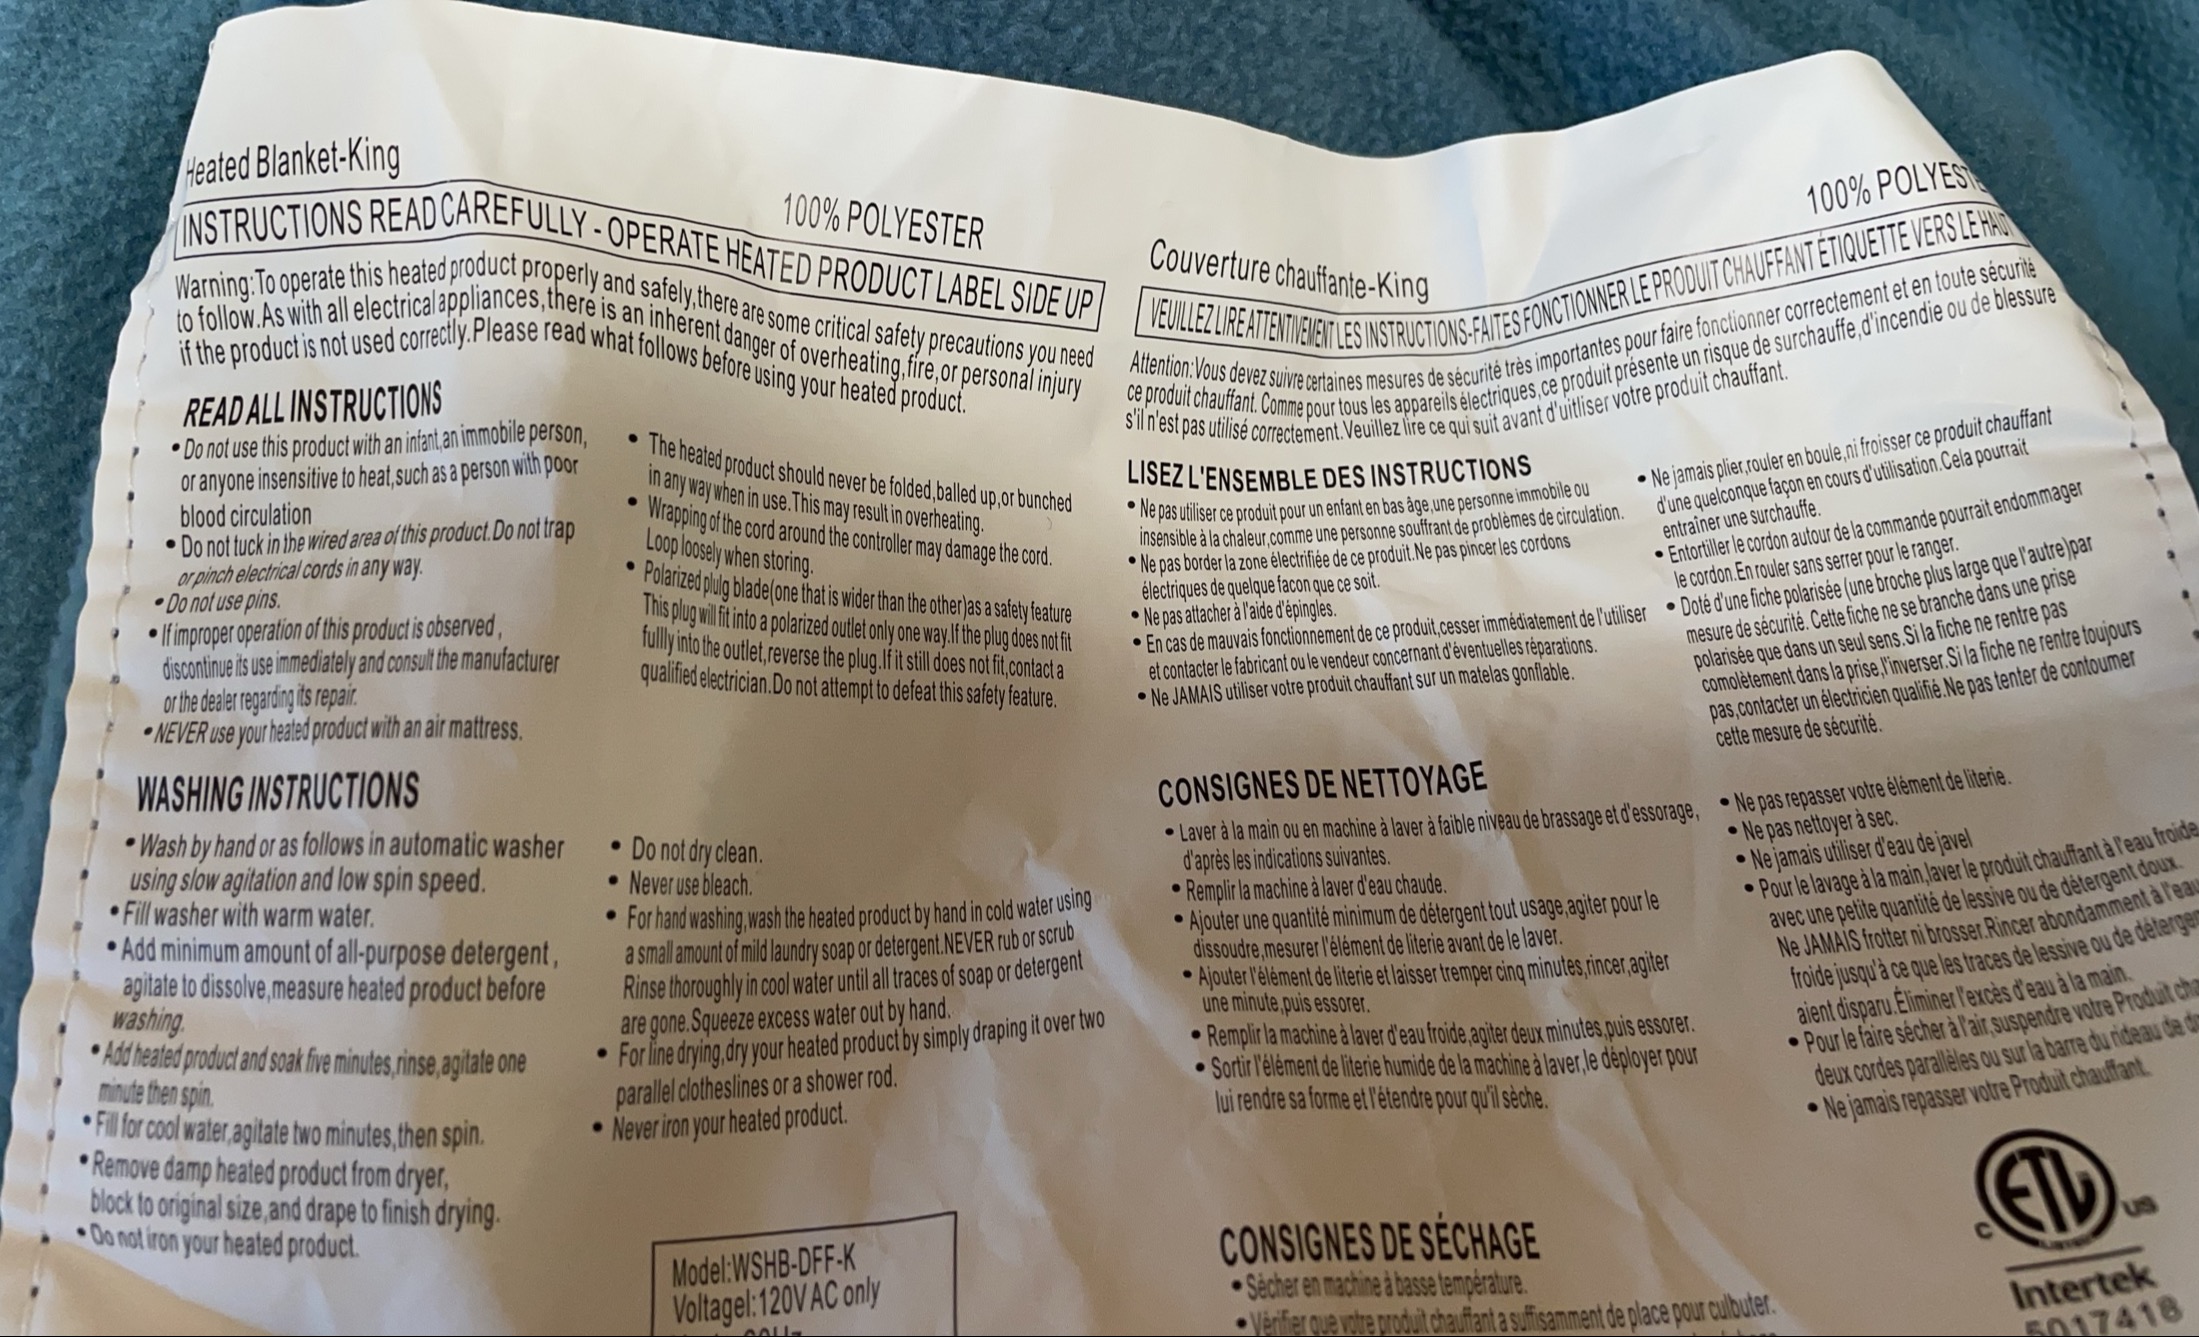 Heated Blanket-King
100% POLYESTER
INSTRUCTIONS READ CAREFULLY - OPERATE HEATED PRODUCT LABEL SIDE UP
Warning:To operate this heated product properly and safely,there are some critical safety precautions you need
to follow.As with all electrical appliances,there is an inherent danger of overheating,fire,or personal injury
if the product is not used correctly.Please read what follows before using your heated product.
READ ALL INSTRUCTIONS
• Do not use this product with an infant,an immobile person,
or anyone insensitive to heat,such as a person with poor
blood circulation
• Do not tuck in the wired area of this product.Do not trap
or pinch electrical cords in any way.
• Do not use pins.
• If improper operation of this product is observed ,
discontinue its use immediately and consult the manufacturer
or the dealer regarding its repair.
• NEVER use your heated product with an air mattress.
• The heated product should never be folded,balled up,or bunched
in any way when in use.This may result in overheating.
• Wrapping of the cord around the controller may damage the cord.
Loop loosely when storing.
• Polarized plulg blade(one that is wider than the other)as a safety feature
This plug will fit into a polarized outlet only one way.If the plug does not fit
fullly into the outlet,reverse the plug.If it still does not fit,contact a
qualified electrician.Do not attempt to defeat this safety feature.
WASHING INSTRUCTIONS
• Wash by hand or as follows in automatic washer
using slow agitation and low spin speed.
• Fill washer with warm water.
• Add minimum amount of all-purpose detergent ,
agitate to dissolve,measure heated product before
washing.
• Add heated product and soak five minutes,rinse,agitate one
minute then spin.
• Fill for cool water,agitate two minutes,then spin.
• Remove damp heated product from dryer,
block to original size,and drape to finish drying.
• Do not iron your heated product.
• Do not dry clean.
• Never use bleach.
• For hand washing,wash the heated product by hand in cold water using
a small amount of mild laundry soap or detergent.NEVER rub or scrub
Rinse thoroughly in cool water until all traces of soap or detergent
are gone.Squeeze excess water out by hand.
• For line drying,dry your heated product by simply draping it over two
parallel clotheslines or a shower rod.
• Never iron your heated product.
Model:WSHB-DFF-K
Voltagel:120V AC only
Couverture chauffante-King
100% POLYESTE
VEUILLEZ LIRE ATTENTIVEMENT LES INSTRUCTIONS-FAITES FONCTIONNER LE PRODUIT CHAUFFANT ÉTIQUETTE VERS LE HAUT
Attention:Vous devez suivre certaines mesures de sécurité très importantes pour faire fonctionner correctement et en toute sécurité
ce produit chauffant. Comme pour tous les appareils électriques,ce produit présente un risque de surchauffe,d'incendie ou de blessure
s'il n'est pas utilisé correctement.Veuillez lire ce qui suit avant d'uitliser votre produit chauffant.
LISEZ L'ENSEMBLE DES INSTRUCTIONS
• Ne pas utiliser ce produit pour un enfant en bas âge,une personne immobile ou
insensible à la chaleur,comme une personne souffrant de problèmes de circulation.
• Ne pas border la zone électrifiée de ce produit.Ne pas pincer les cordons
électriques de quelque facon que ce soit.
• Ne pas attacher à l'aide d'épingles.
• En cas de mauvais fonctionnement de ce produit,cesser immédiatement de l'utiliser
et contacter le fabricant ou le vendeur concernant d'éventuelles réparations.
• Ne JAMAIS utiliser votre produit chauffant sur un matelas gonflable.
• Ne jamais plier,rouler en boule,ni froisser ce produit chauffant
d'une quelconque façon en cours d'utilisation.Cela pourrait
entraîner une surchauffe.
• Entortiller le cordon autour de la commande pourrait endommager
le cordon.En rouler sans serrer pour le ranger.
• Doté d'une fiche polarisée (une broche plus large que l'autre)par
mesure de sécurité. Cette fiche ne se branche dans une prise
polarisée que dans un seul sens.Si la fiche ne rentre pas
comolètement dans la prise,l'inverser.Si la fiche ne rentre toujours
pas,contacter un électricien qualifié.Ne pas tenter de contoumer
cette mesure de sécurité.
CONSIGNES DE NETTOYAGE
• Laver à la main ou en machine à laver à faible niveau de brassage et d'essorage,
d'après les indications suivantes.
• Remplir la machine à laver d'eau chaude.
• Ajouter une quantité minimum de détergent tout usage,agiter pour le
dissoudre,mesurer l'élément de literie avant de le laver.
• Ajouter l'élément de literie et laisser tremper cinq minutes,rincer,agiter
une minute,puis essorer.
• Remplir la machine à laver d'eau froide,agiter deux minutes,puis essorer.
• Sortir l'élément de literie humide de la machine à laver,le déployer pour
lui rendre sa forme et l'étendre pour qu'il sèche.
• Ne pas repasser votre élément de literie.
• Ne pas nettoyer à sec.
• Ne jamais utiliser d'eau de javel
• Pour le lavage à la main,laver le produit chauffant à l'eau froide
avec une petite quantité de lessive ou de détergent doux.
Ne JAMAIS frotter ni brosser.Rincer abondamment à l'eau
froide jusqu'à ce que les traces de lessive ou de déterge
aient disparu.Éliminer l'excès d'eau à la main.
• Pour le faire sécher à l'air,suspendre votre Produit cha
deux cordes parallèles ou sur la barre du rideau de
• Ne jamais repasser votre Produit chauffant.
CONSIGNES DE SÉCHAGE
• Sécher en machine à basse température.
• Vérifier que votre produit chauffant a suffisamment de place pour culbuter.
C ETL US
Intertek
5017418